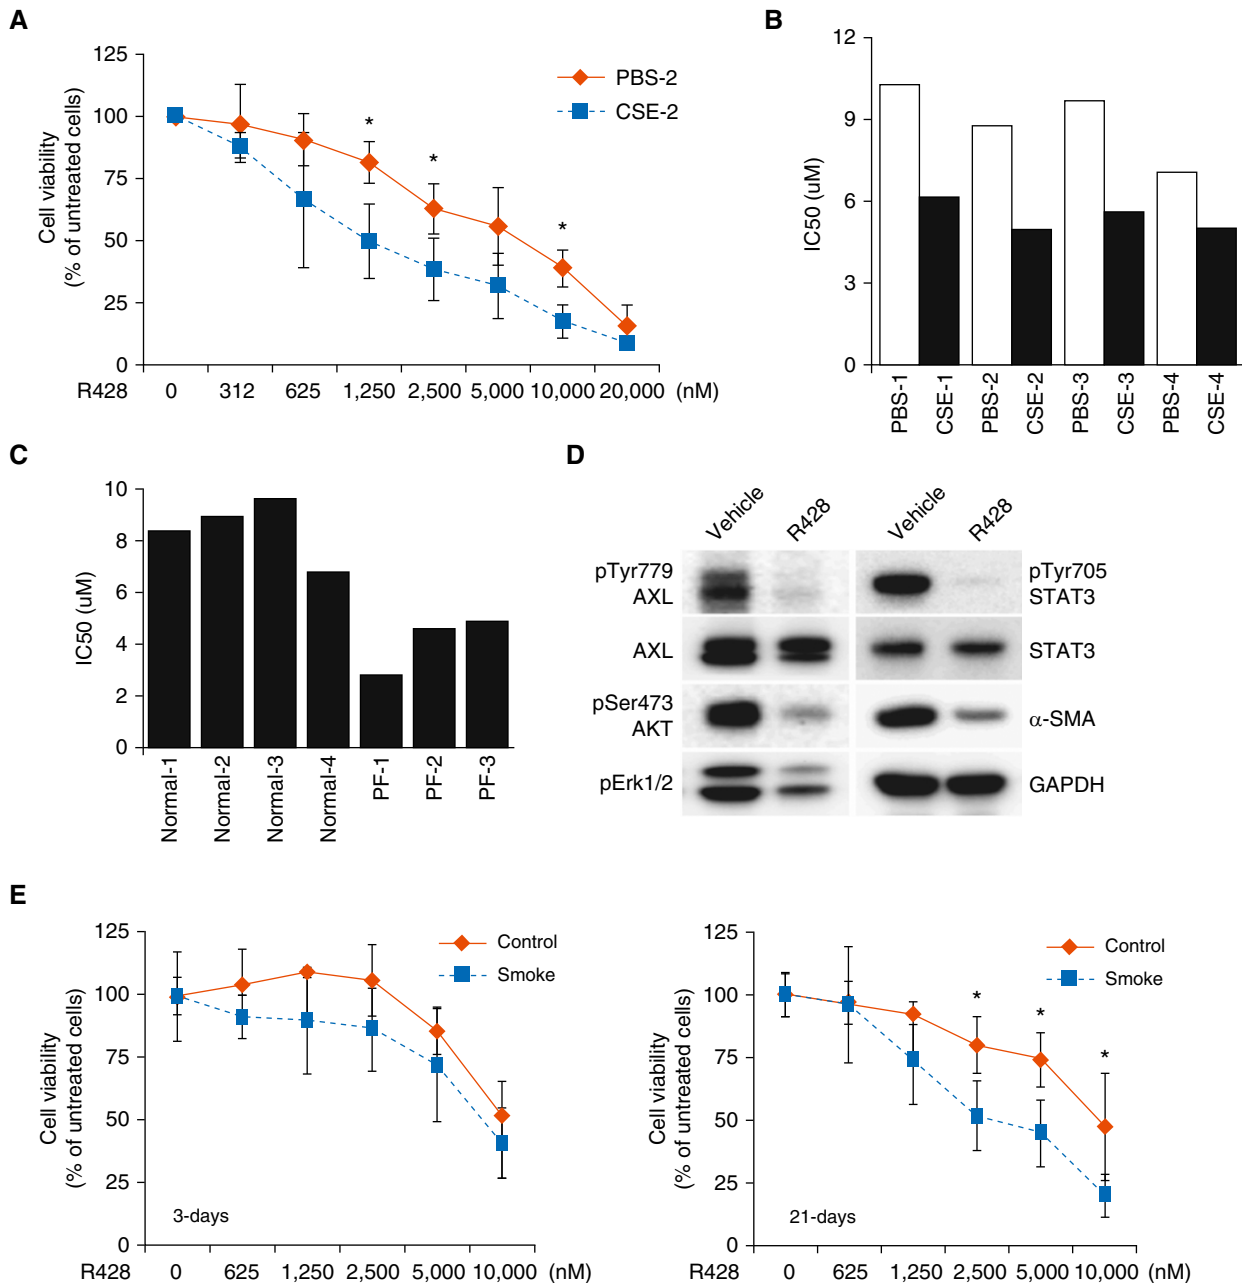 A
125
100
75
50
25
0
Cell viability
(% of untreated cells)
PBS-2
CSE-2
*
*
*
R428 0 312 625 1,250 2,500 5,000 10,000 20,000 (nM)
B
12
9
6
3
0
IC50 (uM)
PBS-1 CSE-1 PBS-2 CSE-2 PBS-3 CSE-3 PBS-4 CSE-4
C
10
8
6
4
2
0
IC50 (uM)
Normal-1 Normal-2 Normal-3 Normal-4 PF-1 PF-2 PF-3
D
Vehicle R428 Vehicle R428
pTyr779
AXL
pTyr705
STAT3
AXL
STAT3
pSer473
AKT
α-SMA
pErk1/2
GAPDH
E
125
100
75
50
25
0
Cell viability
(% of untreated cells)
Control
Smoke
3-days
R428 0 625 1,250 2,500 5,000 10,000 (nM)
125
100
75
50
25
0
Cell viability
(% of untreated cells)
Control
Smoke
*
*
*
21-days
R428 0 625 1,250 2,500 5,000 10,000 (nM)